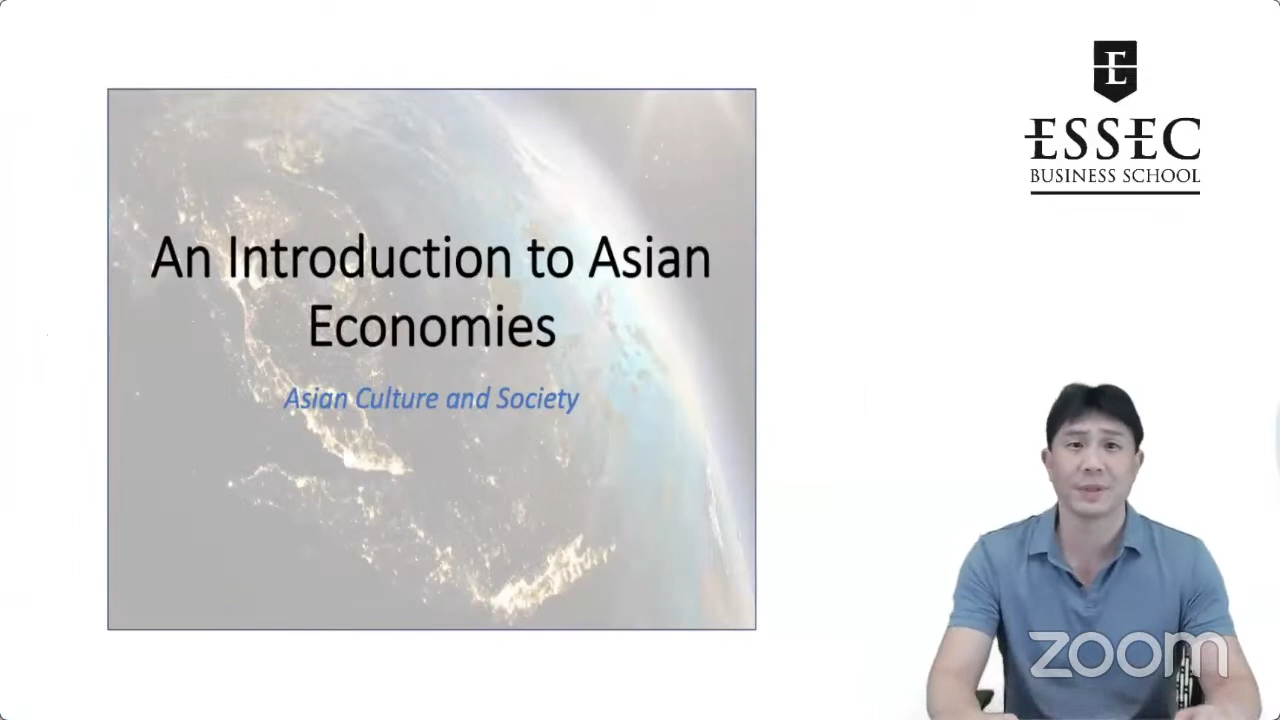 An Introduction to Asian
Economies
Asian Culture and Society
E
ESSEC
BUSINESS SCHOOL
zoom